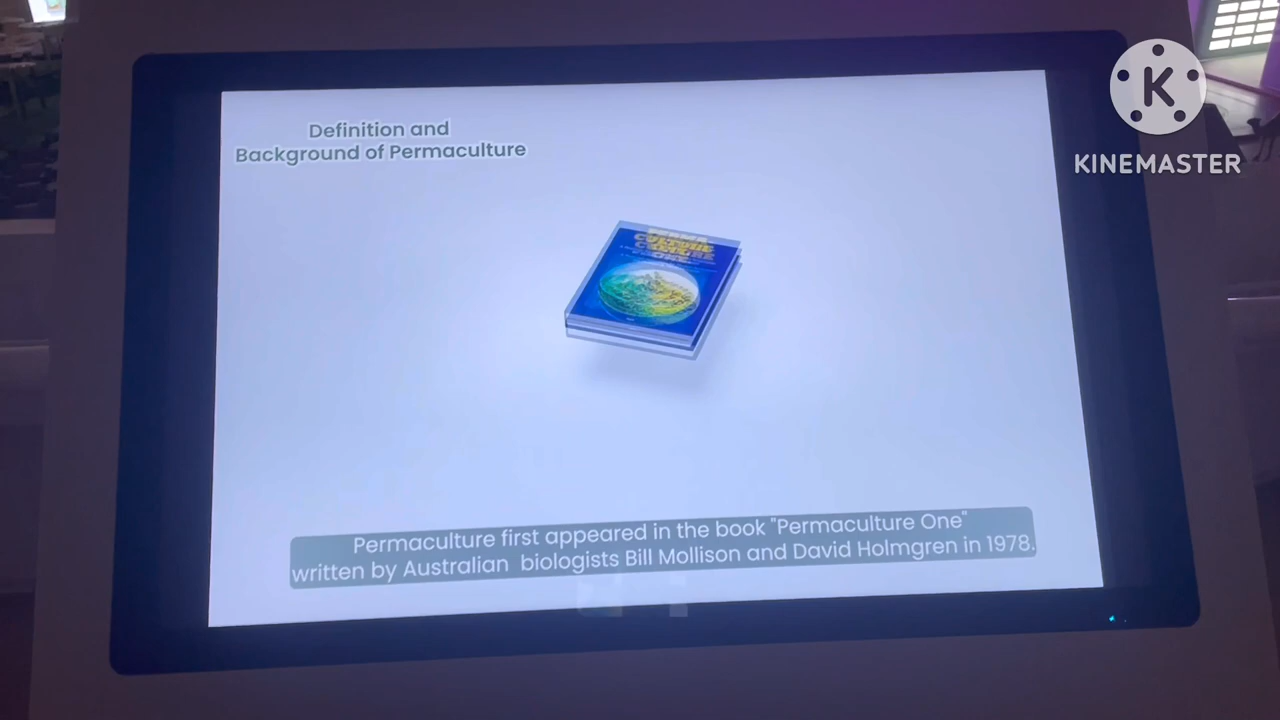 Definition and
Background of Permaculture
K
KINEMASTER
Permaculture first appeared in the book "Permaculture One"
written by Australian biologists Bill Mollison and David Holmgren in 1978.